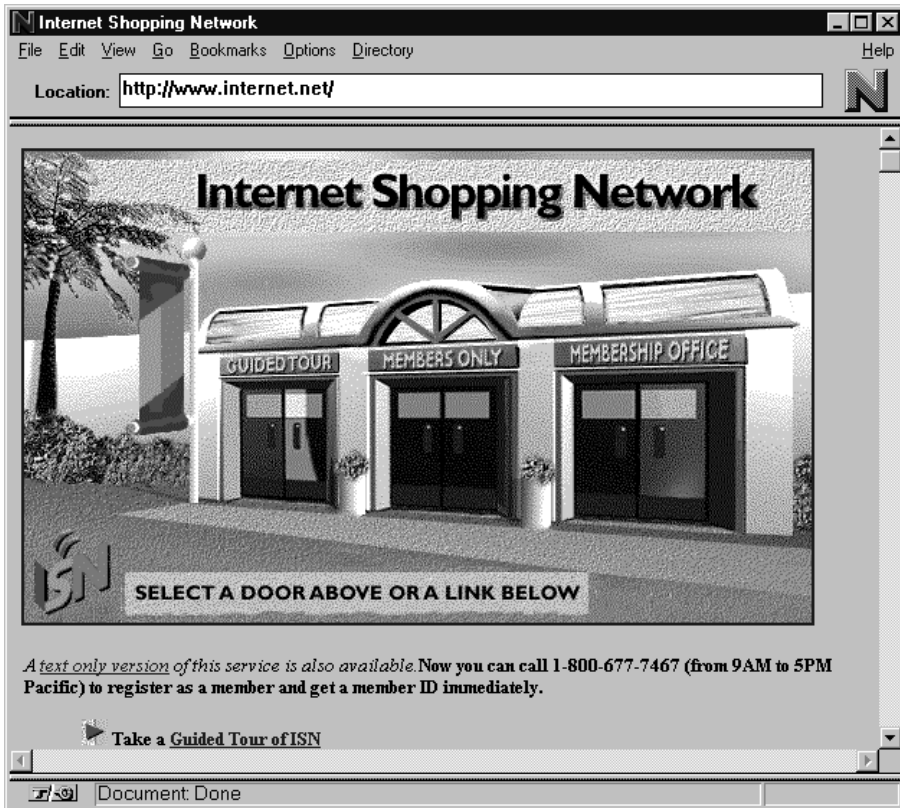 Internet Shopping Network
File Edit View Go Bookmarks Options Directory Help
Location: http://www.internet.net/
N
Internet Shopping Network
GUIDED TOUR MEMBERS ONLY MEMBERSHIP OFFICE
ISN
SELECT A DOOR ABOVE OR A LINK BELOW
A text only version of this service is also available.Now you can call 1-800-677-7467 (from 9AM to 5PM
Pacific) to register as a member and get a member ID immediately.
Take a Guided Tour of ISN
Document: Done